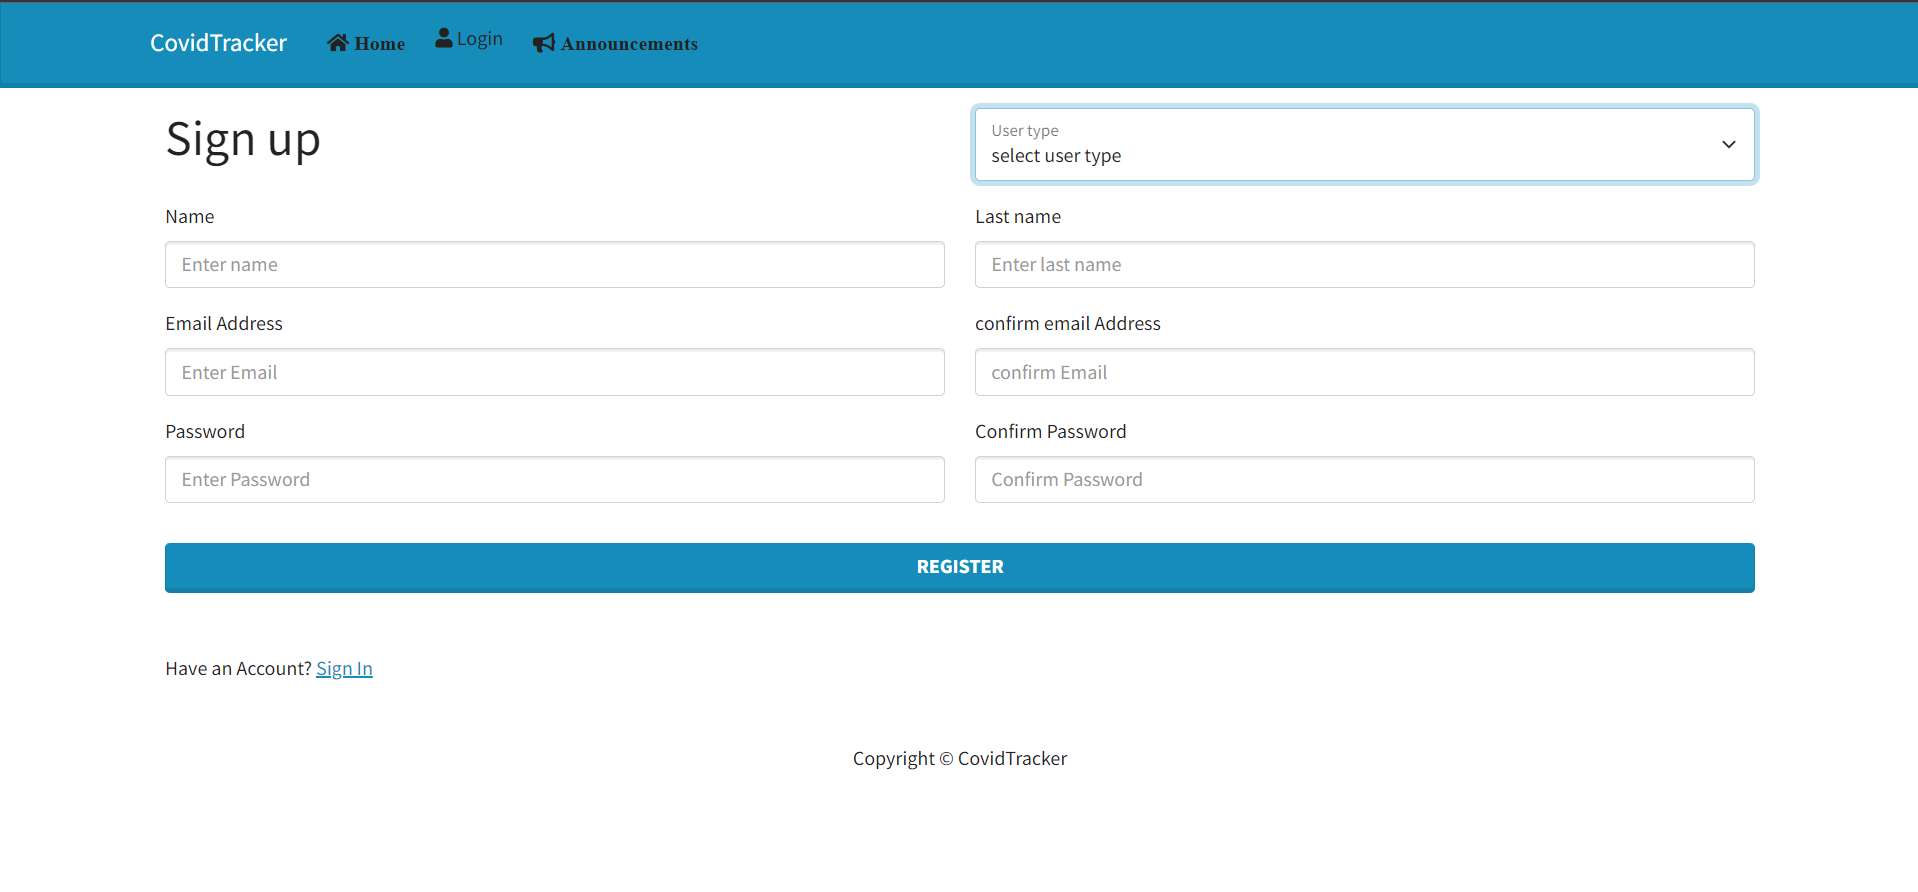 CovidTracker Home Login Announcements
Sign up
User type
select user type
Name Last name
Enter name Enter last name
Email Address confirm email Address
Enter Email confirm Email
Password Confirm Password
Enter Password Confirm Password
REGISTER
Have an Account? Sign In
Copyright © CovidTracker